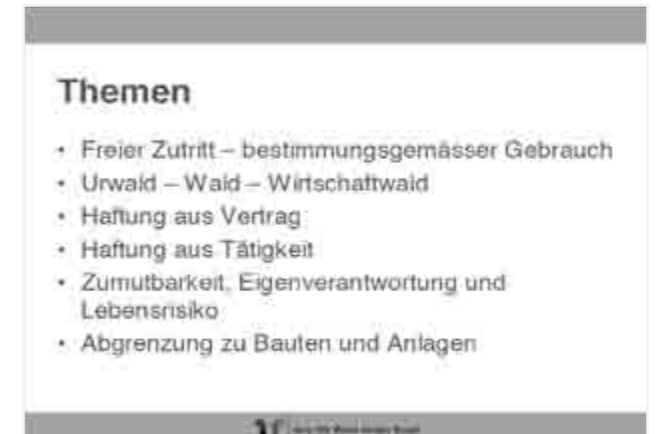 Themen
• Freier Zutritt – bestimmungsgemässer Gebrauch
• Urwald – Wald – Wirtschaftwald
• Haftung aus Vertrag
• Haftung aus Tätigkeit
• Zumutbarkeit, Eigenverantwortung und
Lebensrisiko
• Abgrenzung zu Bauten und Anlagen